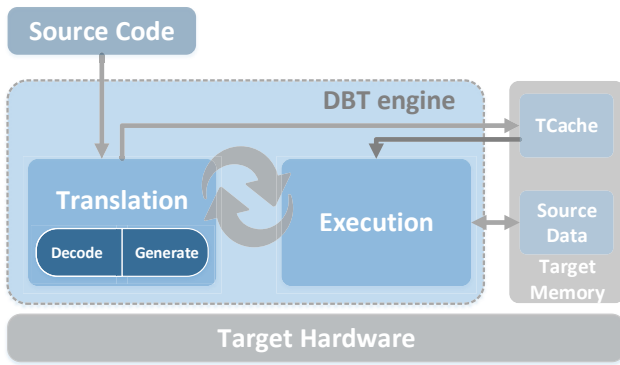 Source Code
DBT engine
TCache
Translation
Decode
Generate
Execution
Source
Data
Target
Memory
Target Hardware